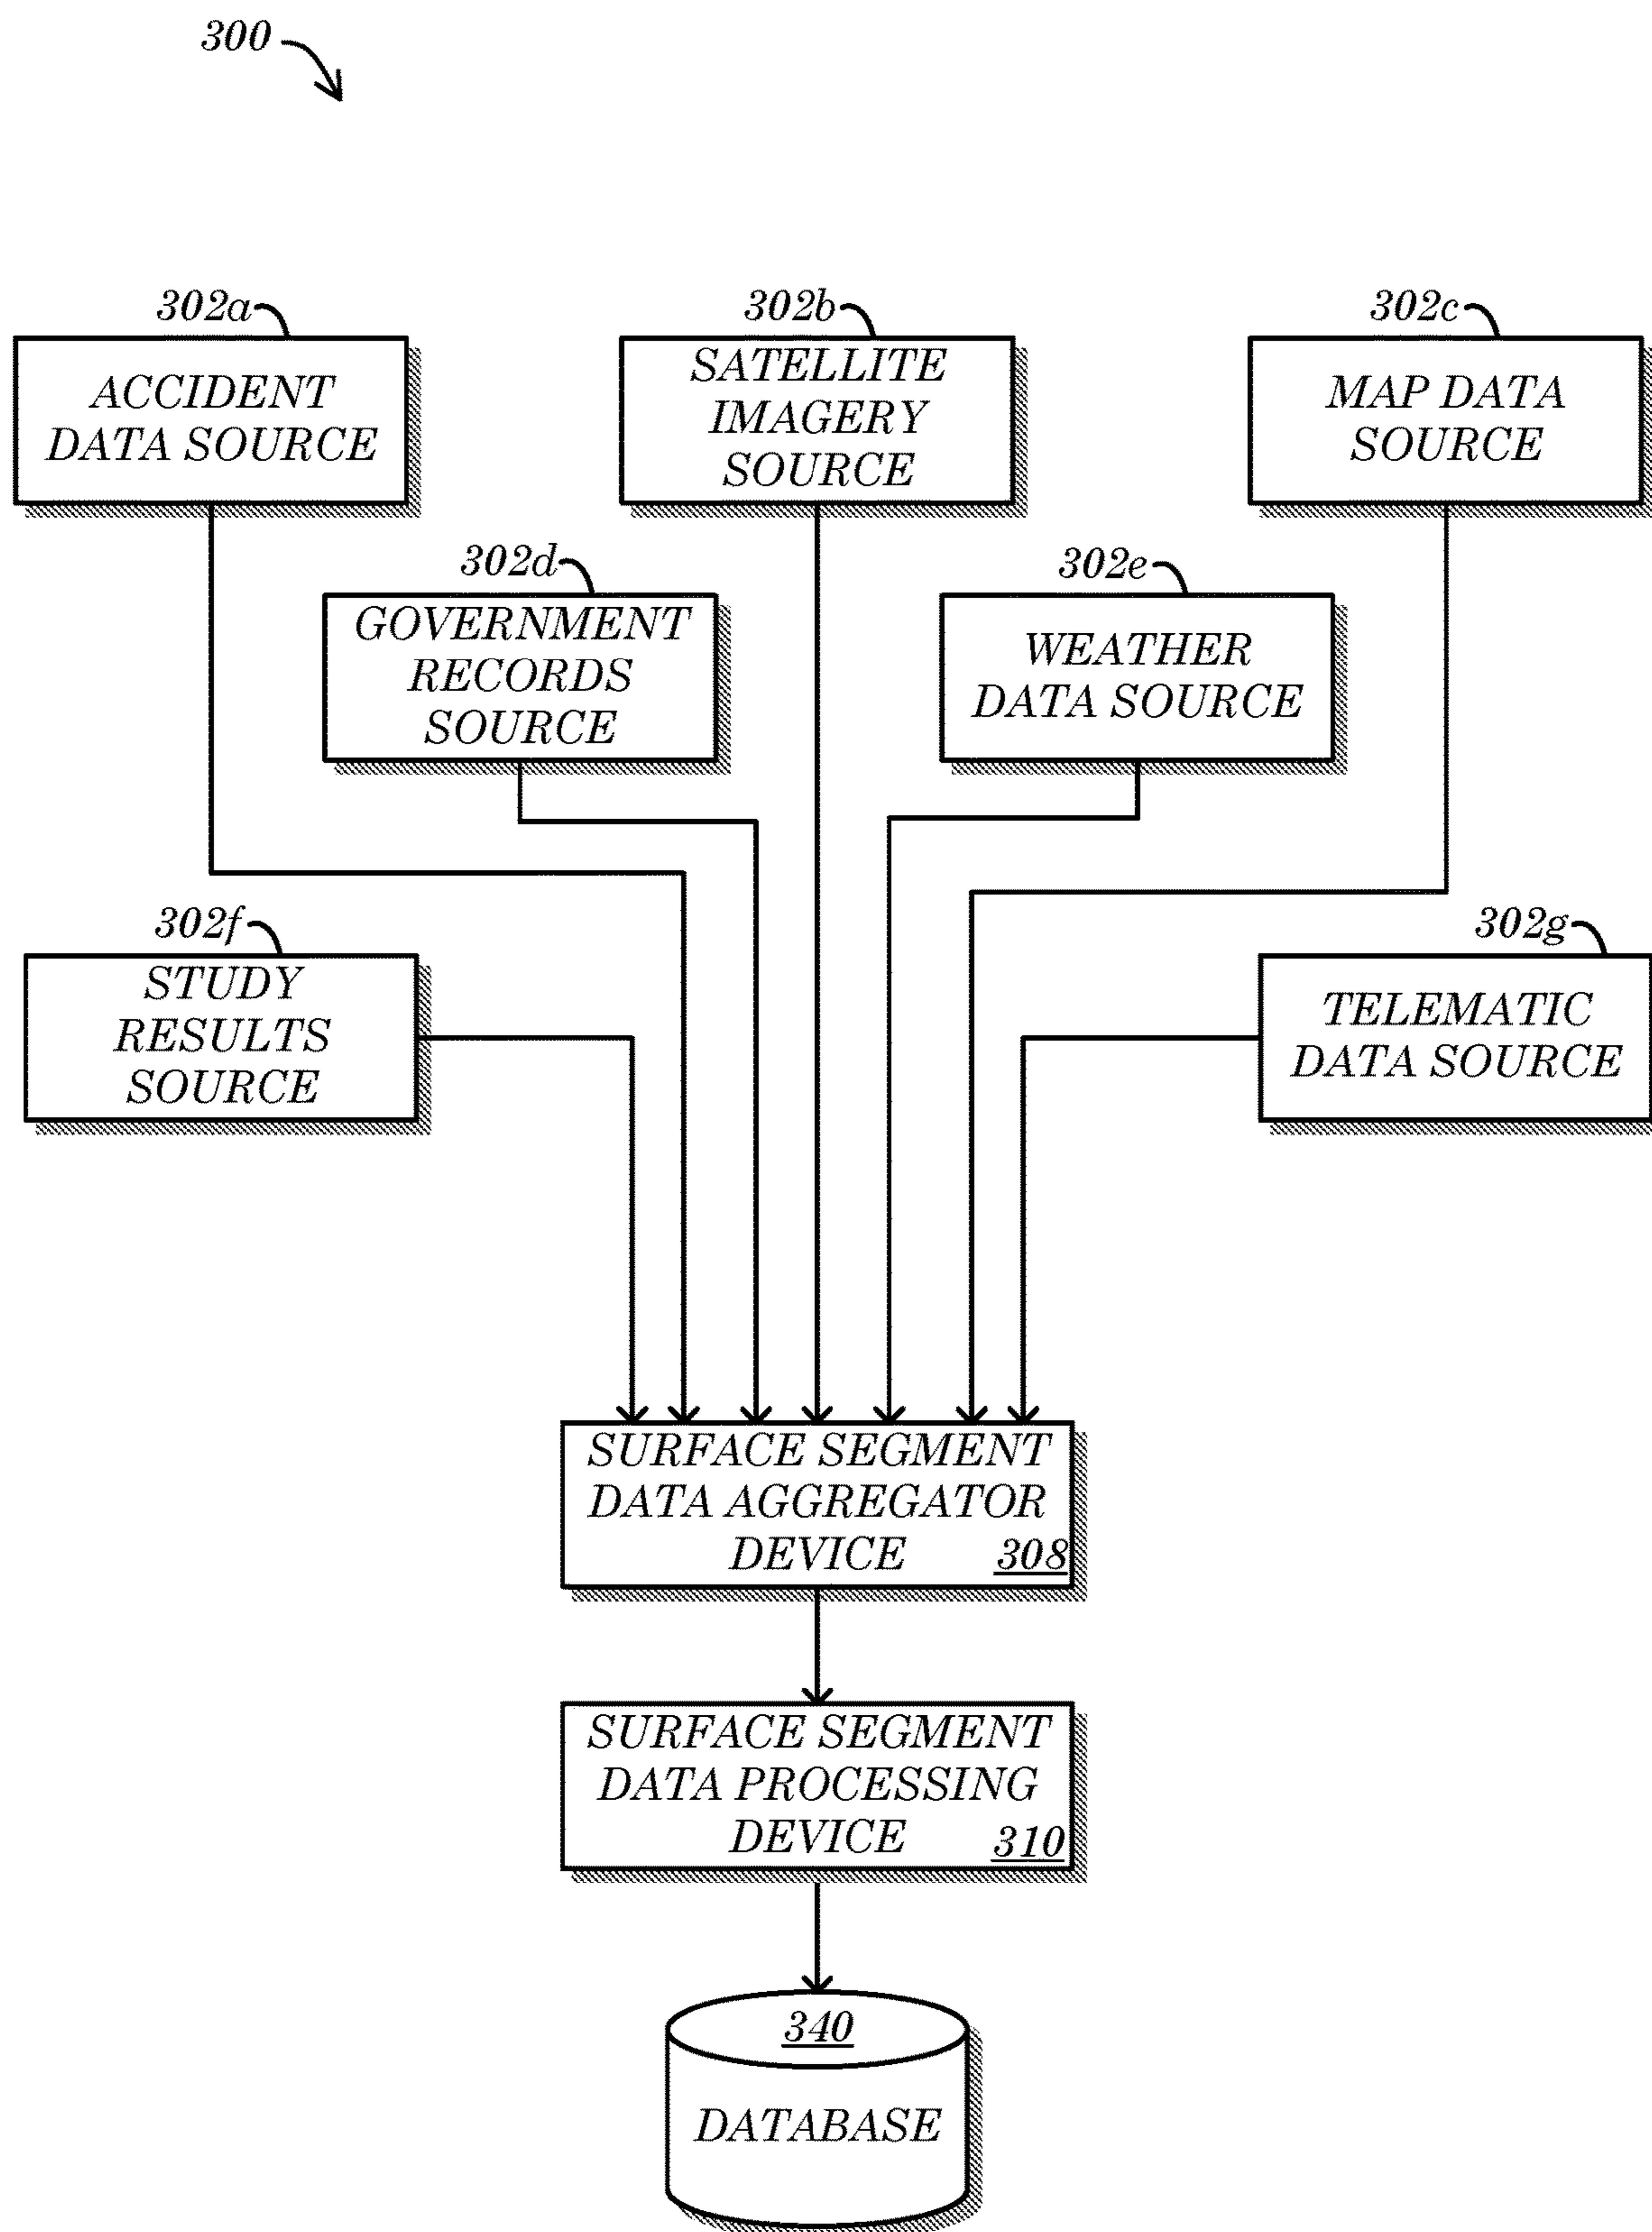 300
302a
ACCIDENT
DATA SOURCE
302b
SATELLITE
IMAGERY
SOURCE
302c
MAP DATA
SOURCE
302d
GOVERNMENT
RECORDS
SOURCE
302e
WEATHER
DATA SOURCE
302f
STUDY
RESULTS
SOURCE
302g
TELEMATIC
DATA SOURCE
SURFACE SEGMENT
DATA AGGREGATOR
DEVICE 308
SURFACE SEGMENT
DATA PROCESSING
DEVICE 310
340
DATABASE